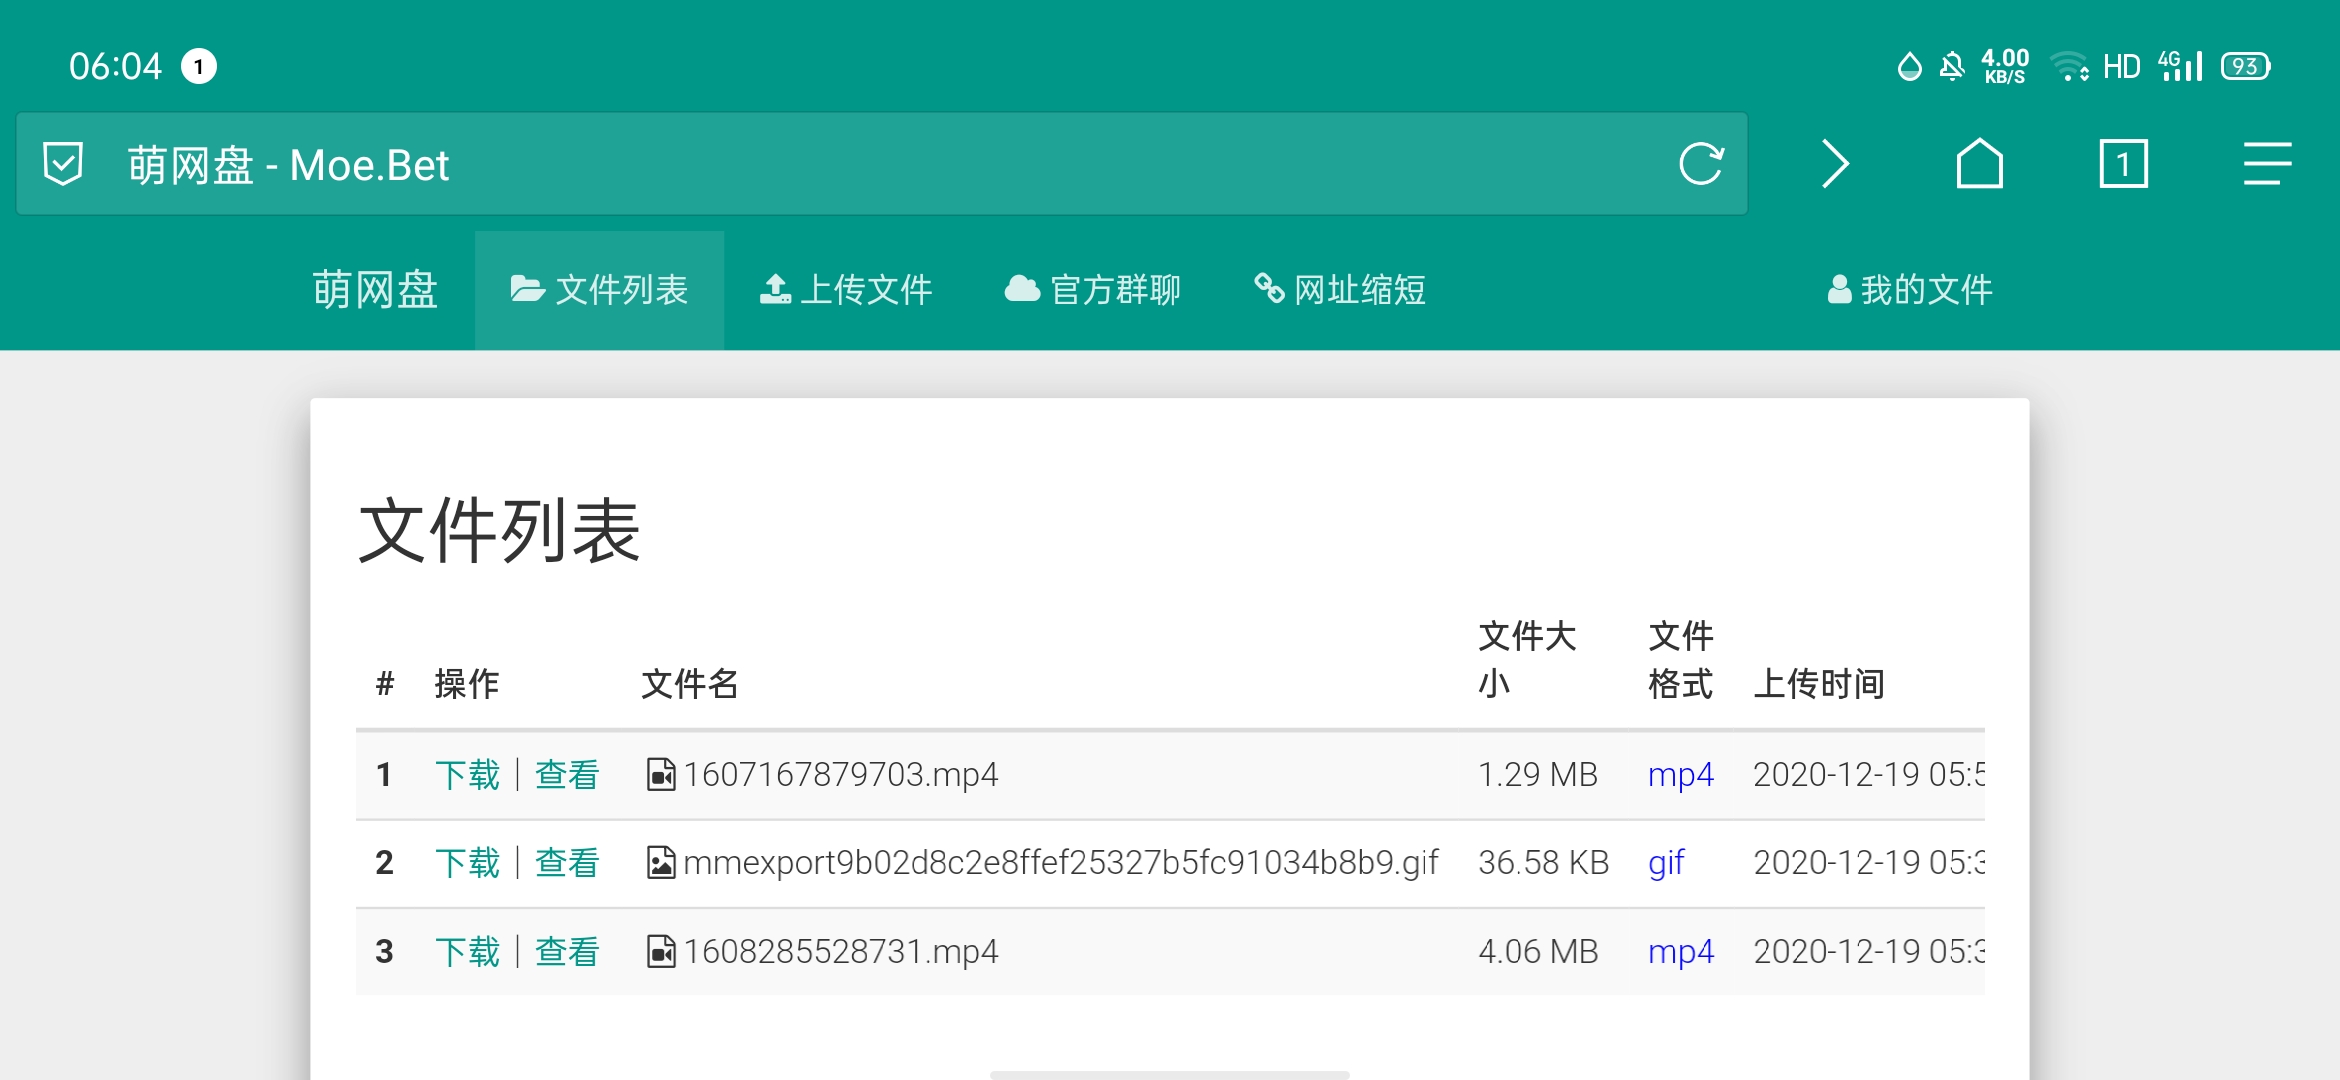 06:04 1 4.00 KB/S HD 4G 93
萌网盘 - Moe.Bet 1
萌网盘 文件列表 上传文件 官方群聊 网址缩短 我的文件
文件列表
# 操作 文件名 文件大小 文件格式 上传时间
1 下载 | 查看 1607167879703.mp4 1.29 MB mp4 2020-12-19 05:5
2 下载 | 查看 mmexport9b02d8c2e8ffef25327b5fc91034b8b9.gif 36.58 KB gif 2020-12-19 05:3
3 下载 | 查看 1608285528731.mp4 4.06 MB mp4 2020-12-19 05:3